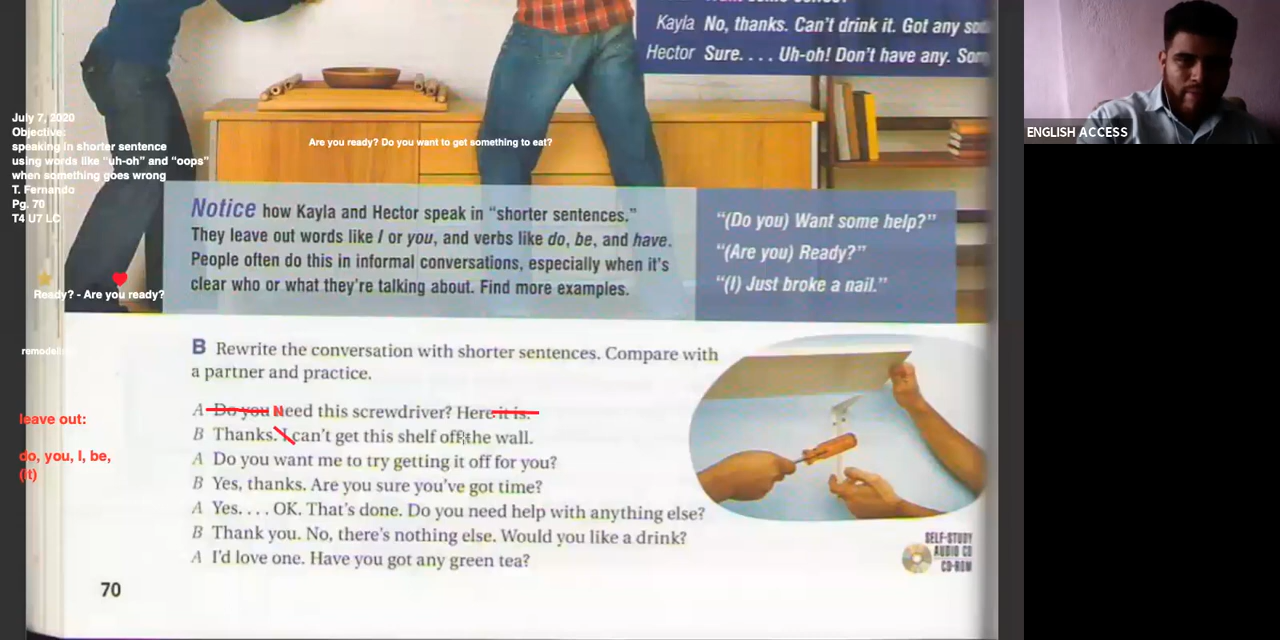 Kayla No, thanks. Can't drink it. Got any
Hector Sure. . . . Uh-oh! Don't have any.
ENGLISH ACCESS
July 7, 2020
Objective:
speaking in shorter sentence
using words like "uh-oh" and "oops"
when something goes wrong
T. Fernando
Pg. 70
T4 U7 LC
Are you ready? Do you want to get something to eat?
Notice how Kayla and Hector speak in "shorter sentences."
They leave out words like I or you, and verbs like do, be, and have.
People often do this in informal conversations, especially when it's
clear who or what they're talking about. Find more examples.
"(Do you) Want some help?"
"(Are you) Ready?"
"(I) Just broke a nail."
Ready? - Are you ready?
B Rewrite the conversation with shorter sentences. Compare with
a partner and practice.
leave out:
do, you, I, be,
(it)
A Do you Need this screwdriver? Here it is.
B Thanks. I can't get this shelf off the wall.
A Do you want me to try getting it off for you?
B Yes, thanks. Are you sure you've got time?
A Yes. . . . OK. That's done. Do you need help with anything else?
B Thank you. No, there's nothing else. Would you like a drink?
A I'd love one. Have you got any green tea?
SELF-STUDY
AUDIO CD
CD-ROM
70